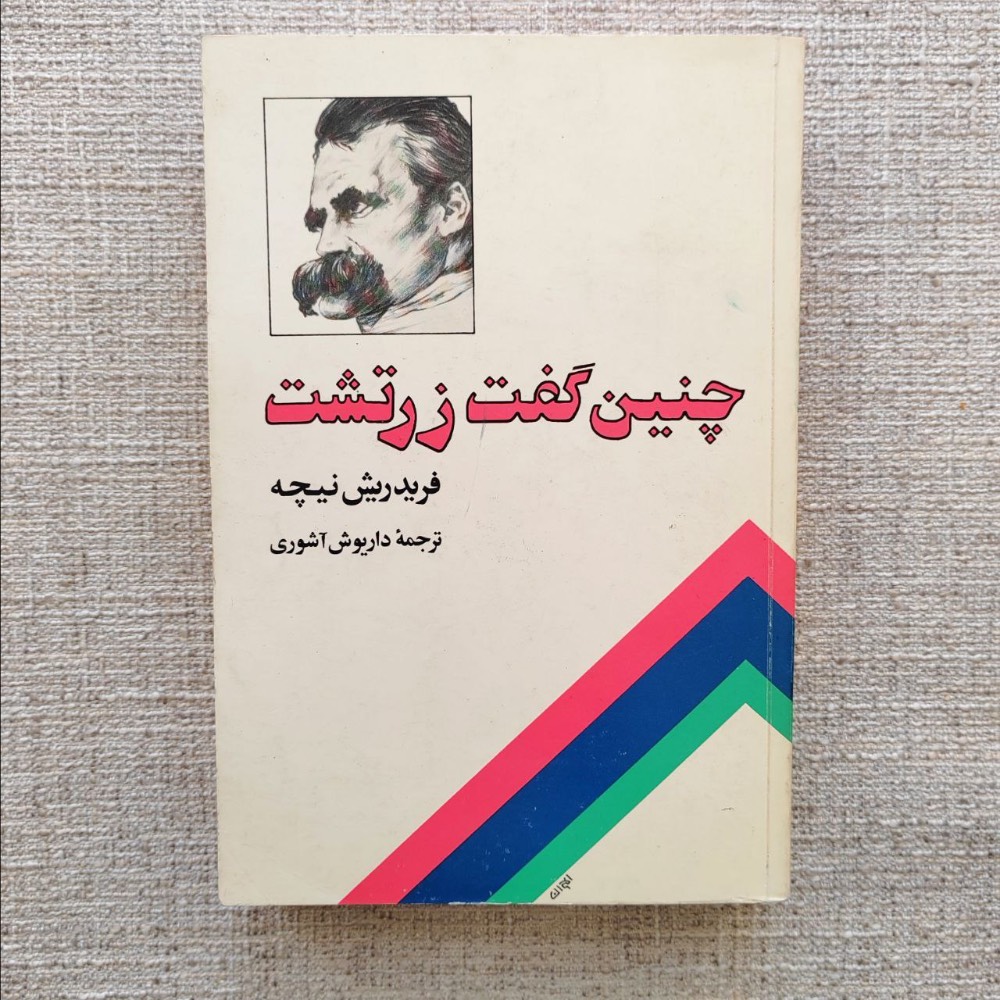 چنین گفت زرتشت
فریدریش نیچه
ترجمهٔ داریوش آشوری